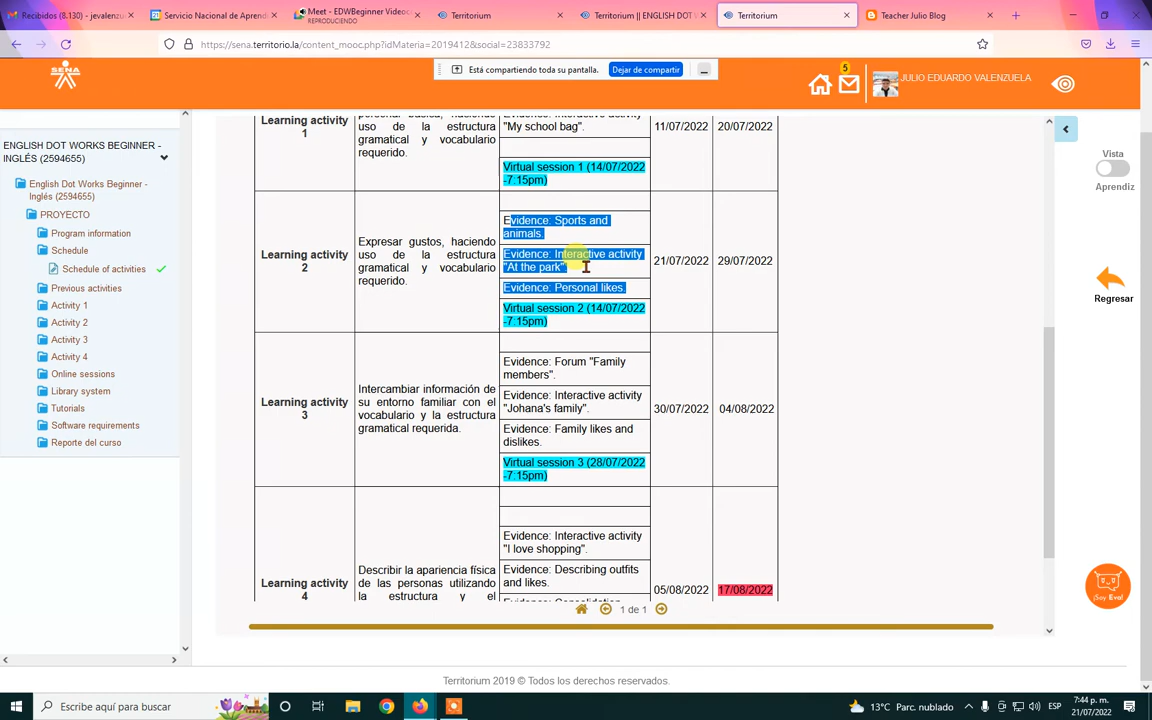 Recibidos (8.130) - jevalenzu
Servicio Nacional de Aprend
Meet - EDWBeginner Videoc
REPRODUCIENDO
Territorium
Territorium || ENGLISH DOT W
Territorium
Teacher Julio Blog
https://sena.territorio.la/content_mooc.php?idMateria=2019412&social=23833792
Está compartiendo toda su pantalla.
Dejar de compartir
SENA
5
JULIO EDUARDO VALENZUELA
ENGLISH DOT WORKS BEGINNER -
INGLÉS (2594655)
English Dot Works Beginner -
Inglés (2594655)
PROYECTO
Program information
Schedule
Schedule of activities
Previous activities
Activity 1
Activity 2
Activity 3
Activity 4
Online sessions
Library system
Tutorials
Software requirements
Reporte del curso
Learning activity
1
personal básica, haciendo
uso de la estructura
gramatical y vocabulario
requerido.
Evidence: Interactive activity
"My school bag".
Virtual session 1 (14/07/2022
-7:15pm)
11/07/2022
20/07/2022
Learning activity
2
Expresar gustos, haciendo
uso de la estructura
gramatical y vocabulario
requerido.
Evidence: Sports and
animals.
Evidence: Interactive activity
"At the park".
Evidence: Personal likes.
Virtual session 2 (14/07/2022
-7:15pm)
21/07/2022
29/07/2022
Learning activity
3
Intercambiar información de
su entorno familiar con el
vocabulario y la estructura
gramatical requerida.
Evidence: Forum "Family
members".
Evidence: Interactive activity
"Johana's family".
Evidence: Family likes and
dislikes.
Virtual session 3 (28/07/2022
-7:15pm)
30/07/2022
04/08/2022
Learning activity
4
Describir la apariencia física
de las personas utilizando
la estructura y el
Evidence: Interactive activity
"I love shopping".
Evidence: Describing outfits
and likes.
Evidence: Consolidation
05/08/2022
17/08/2022
1 de 1
Vista
Aprendiz
Regresar
¡Soy Eva!
Territorium 2019 © Todos los derechos reservados.
Escribe aquí para buscar
13°C Parc. nublado
ESP
7:44 p. m.
21/07/2022